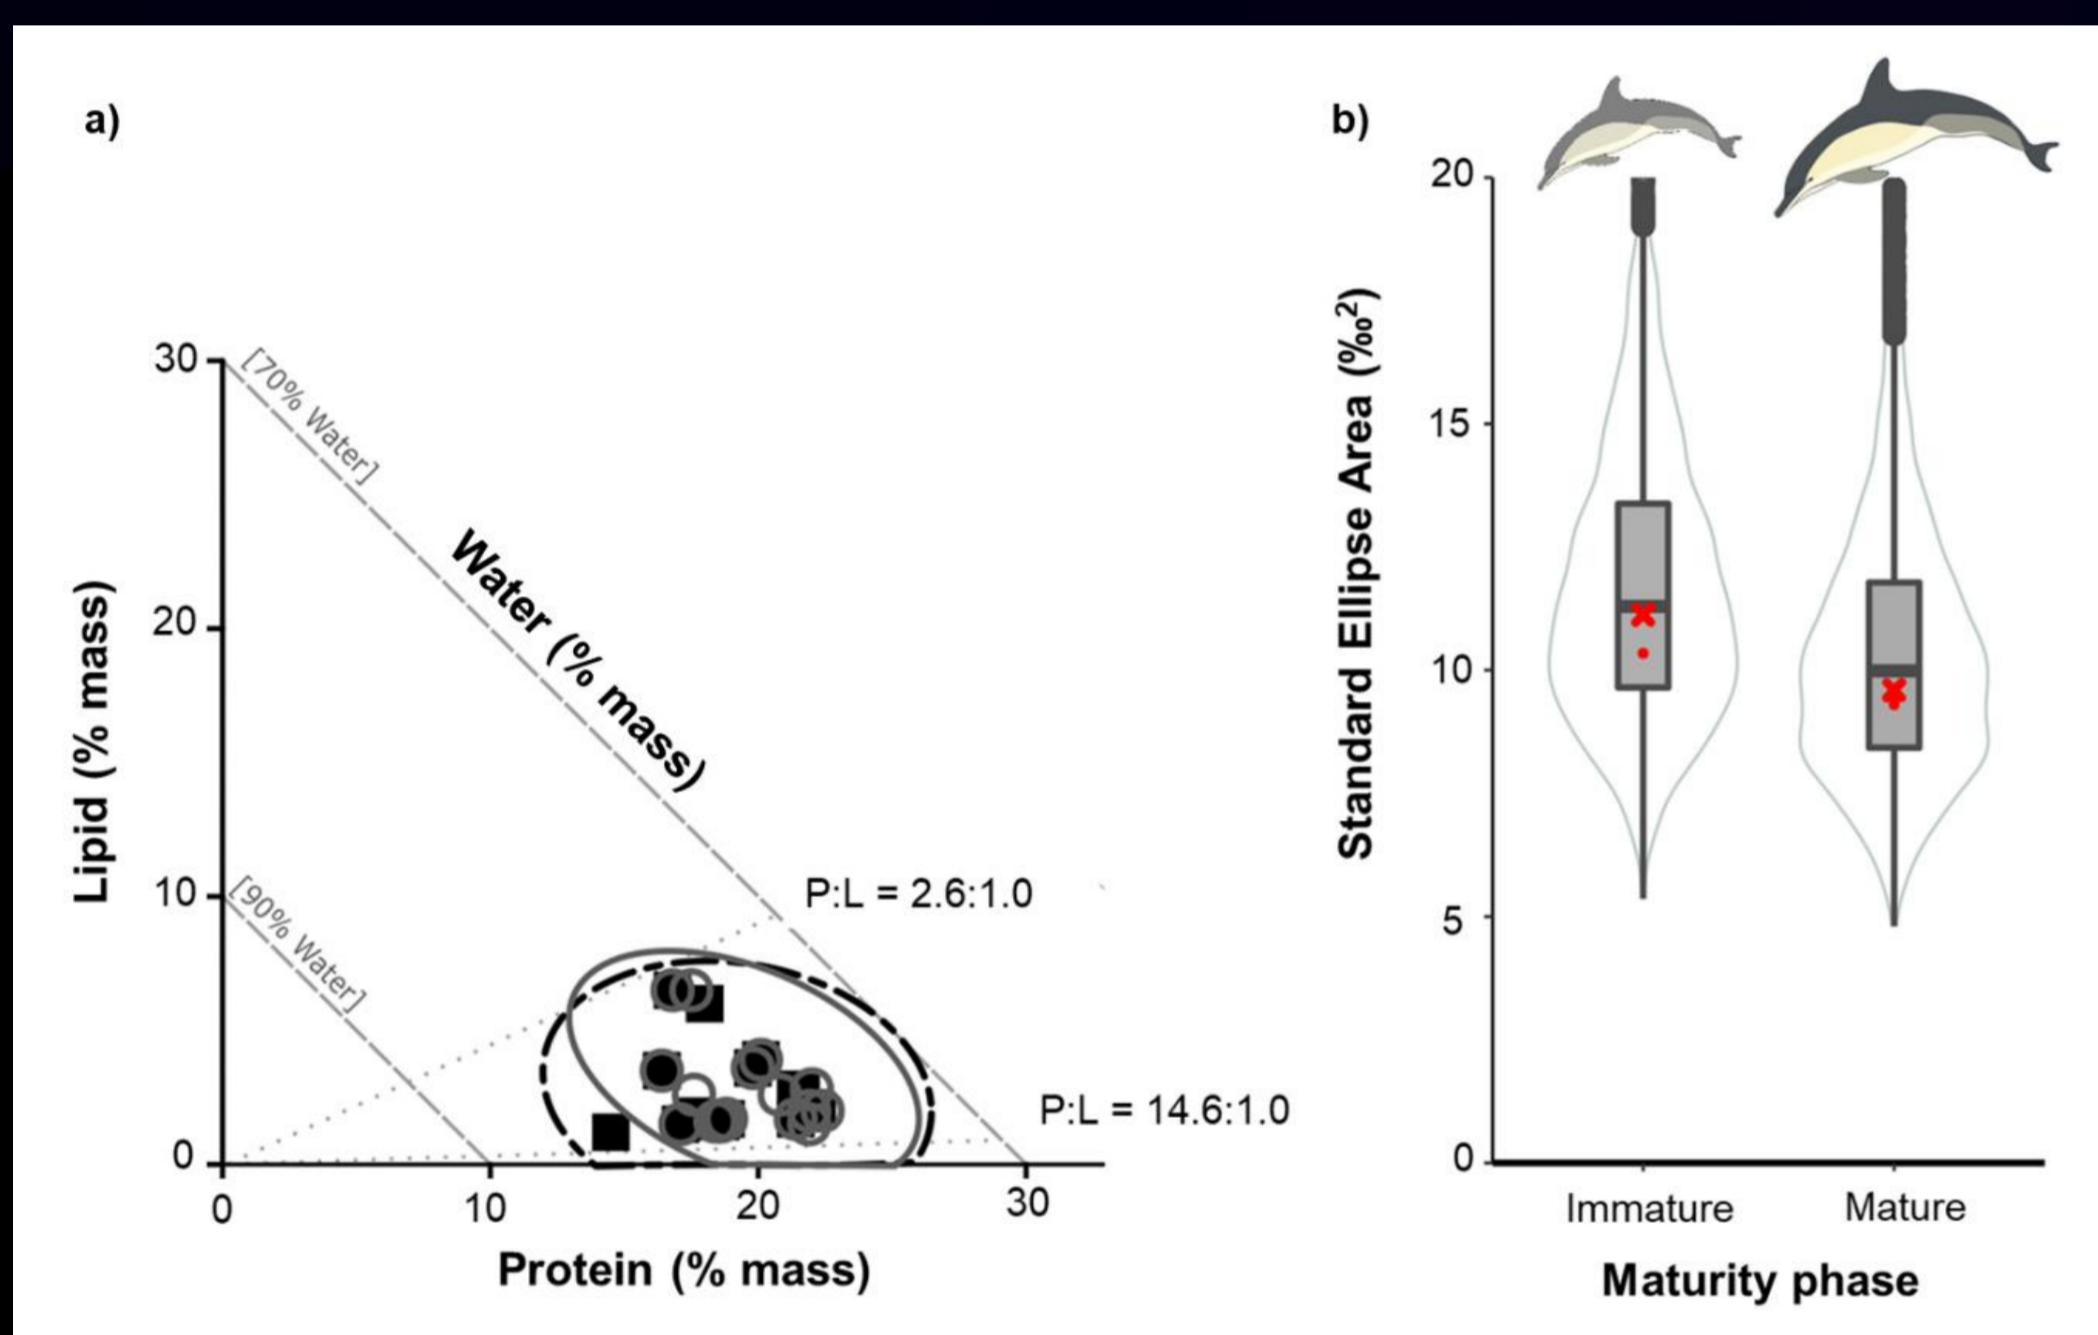 a)
30
20
10
0
Lipid (% mass)
[70% Water]
[90% Water]
Water (% mass)
P:L = 2.6:1.0
P:L = 14.6:1.0
0
10
20
30
Protein (% mass)
b)
20
15
10
5
0
Standard Ellipse Area (‰²)
Immature
Mature
Maturity phase